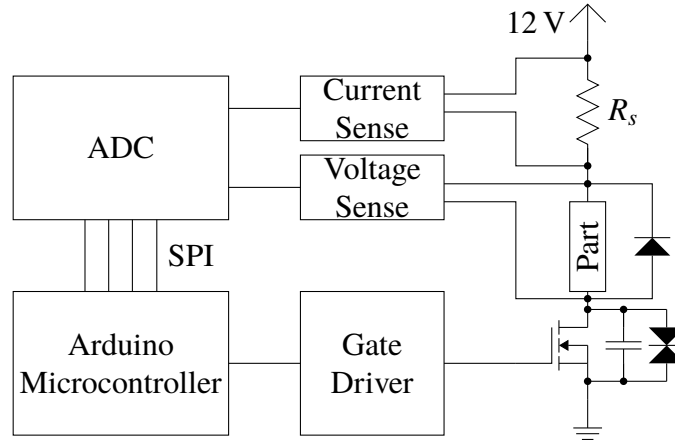 12 V
Current
Sense
R_s
ADC
Voltage
Sense
Part
SPI
Arduino
Microcontroller
Gate
Driver